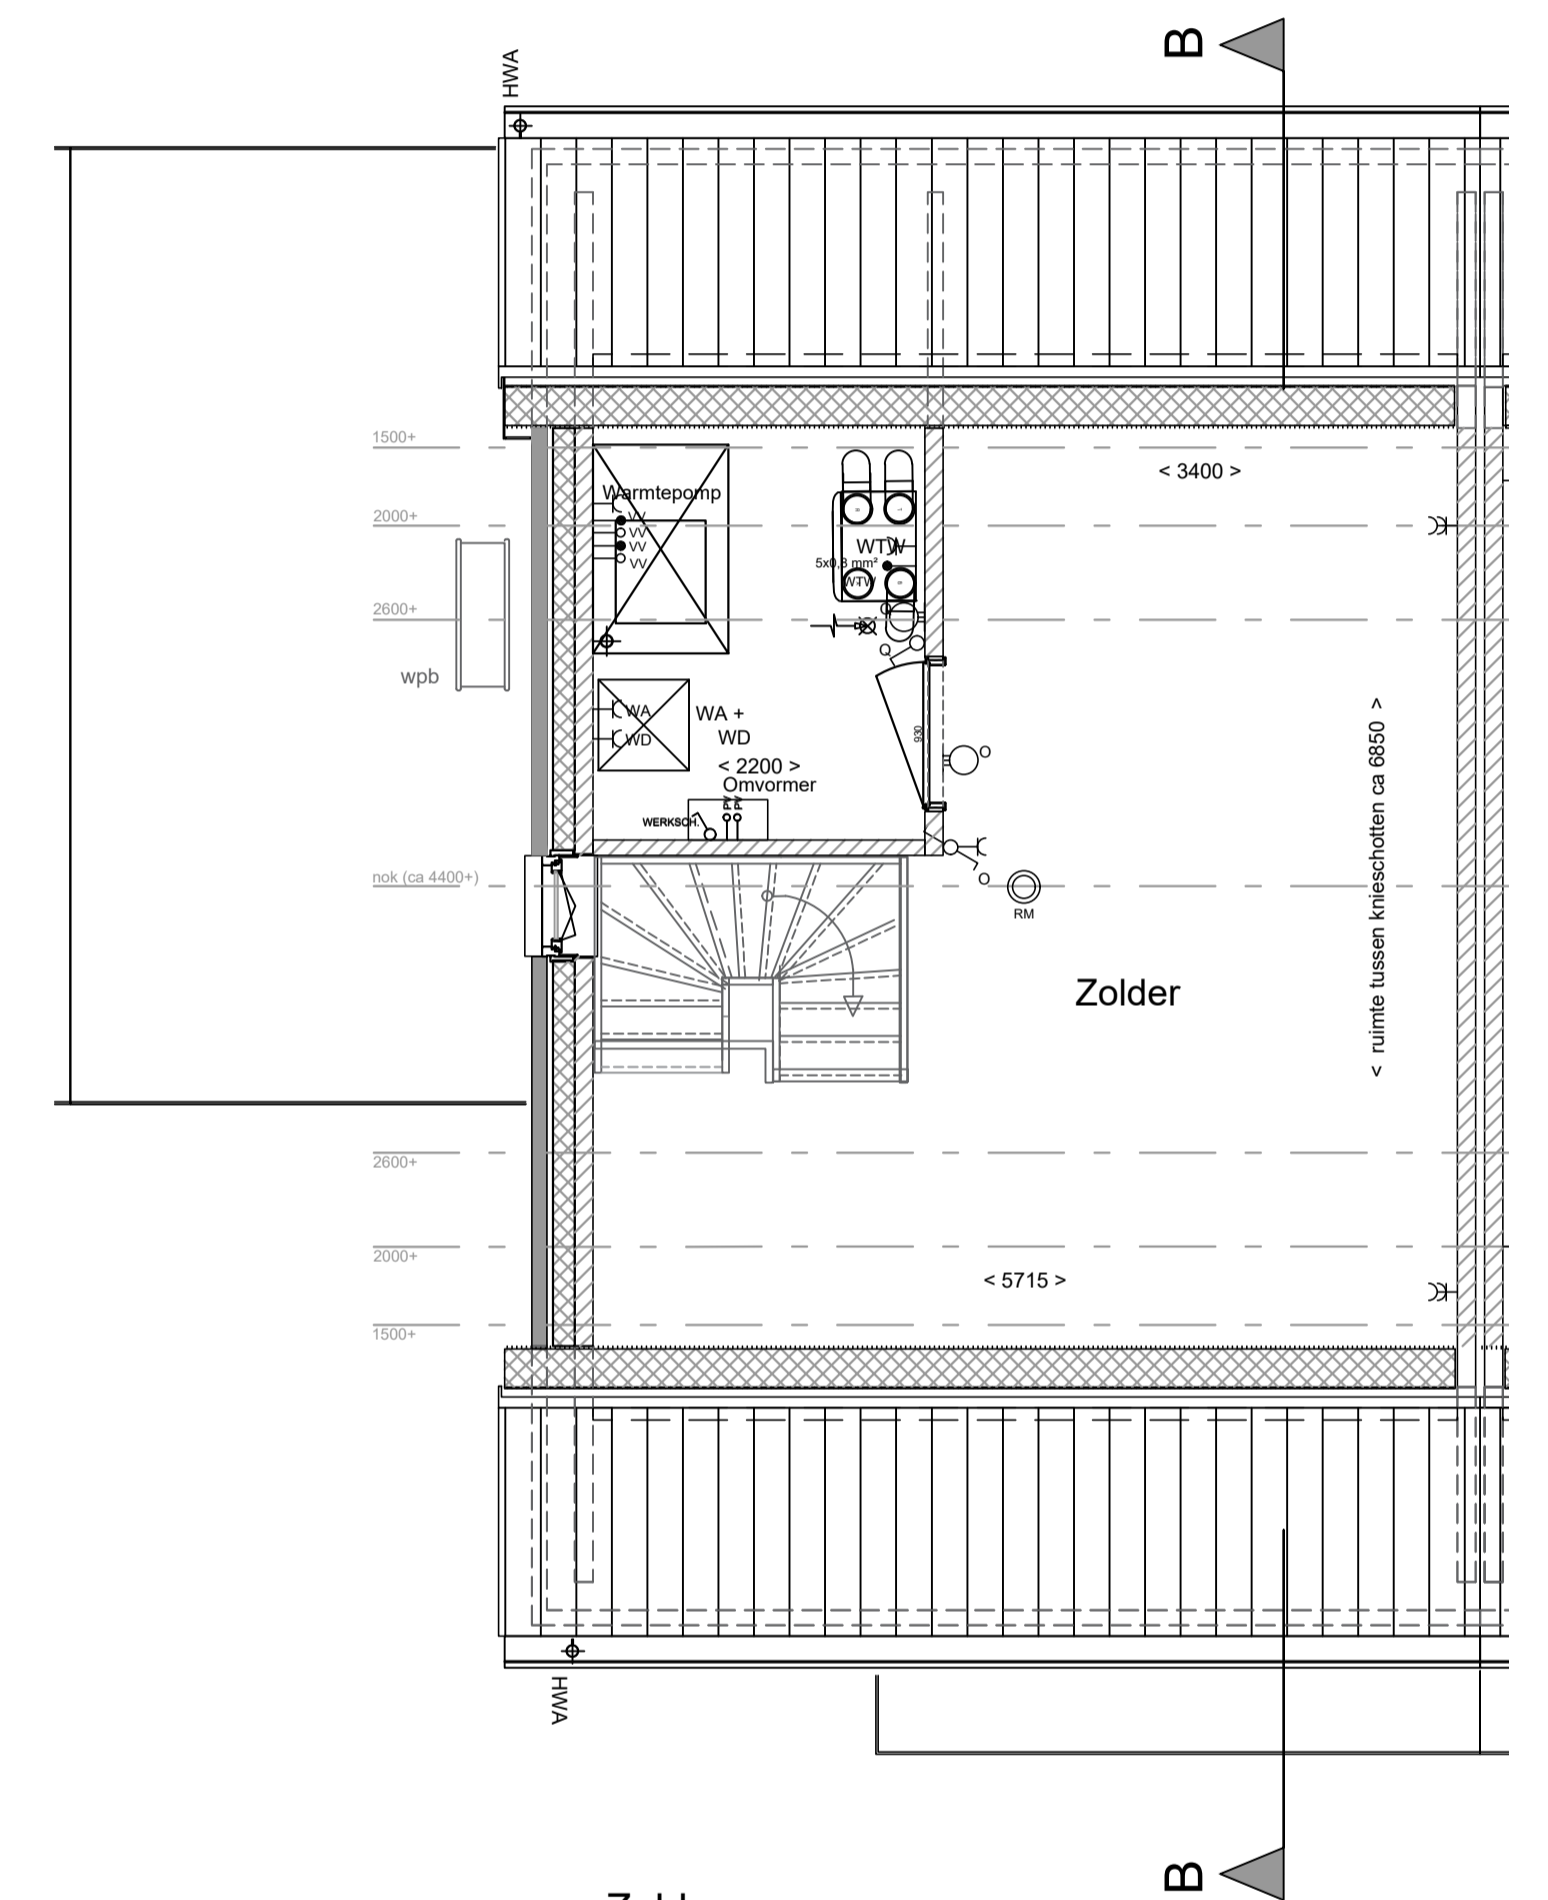 B
HWA
1500+
< 3400 >
Warmtepomp
2000+
VV
VV
VV
VV
WTW
5x0,8 mm²
WTW
2600+
O
O
wpb
WA
WD
WA +
WD
< 2200 >
Omvormer
PV
PV
WERKSCH.
930
O
O
RM
nok (ca 4400+)
< ruimte tussen knieschotten ca 6850 >
Zolder
2600+
2000+
< 5715 >
1500+
HWA
B